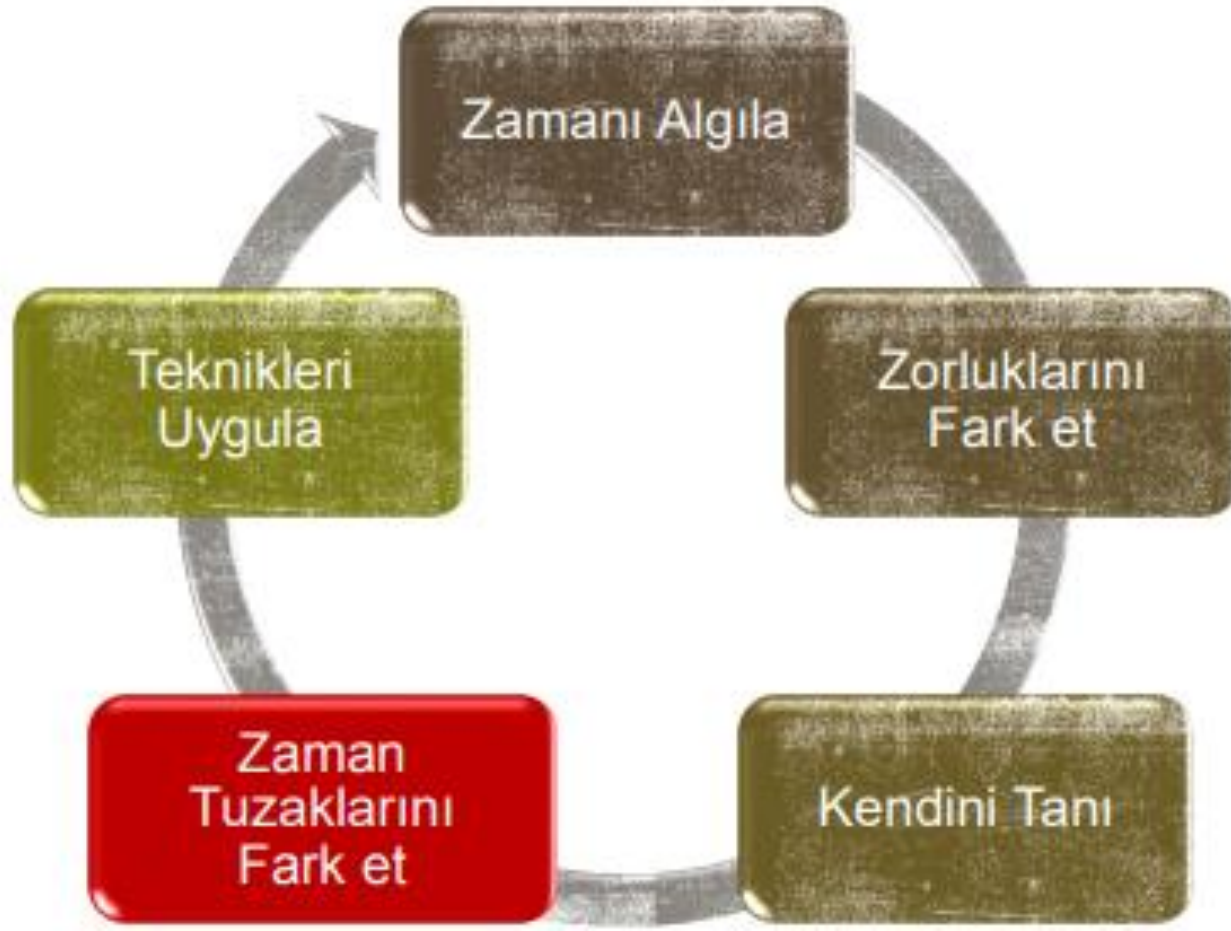 Zamanı Algıla
Zorluklarını
Fark et
Kendini Tanı
Zaman
Tuzaklarını
Fark et
Teknikleri
Uygula